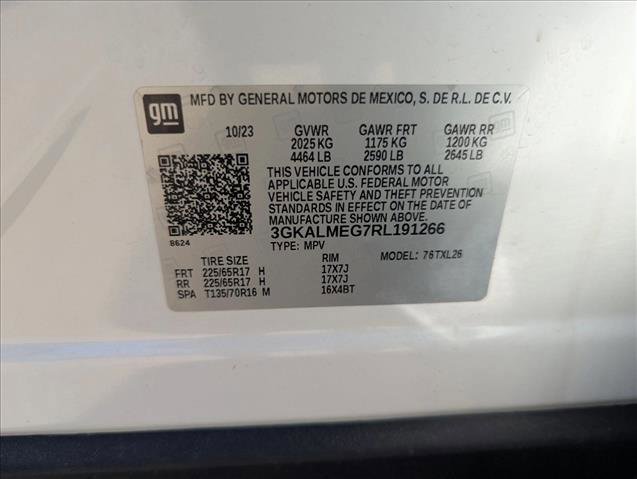 gm
MFD BY GENERAL MOTORS DE MEXICO, S. DE R.L. DE C.V.
10/23 GVWR GAWR FRT GAWR RR
2025 KG 1175 KG 1200 KG
4464 LB 2590 LB 2645 LB
THIS VEHICLE CONFORMS TO ALL
APPLICABLE U.S. FEDERAL MOTOR
VEHICLE SAFETY AND THEFT PREVENTION
STANDARDS IN EFFECT ON THE DATE OF
MANUFACTURE SHOWN ABOVE.
3GKALMEG7RL191266
8624
TYPE: MPV MODEL: 76TXL26
TIRE SIZE RIM
FRT 225/65R17 H 17X7J
RR 225/65R17 H 17X7J
SPA T135/70R16 M 16X4BT